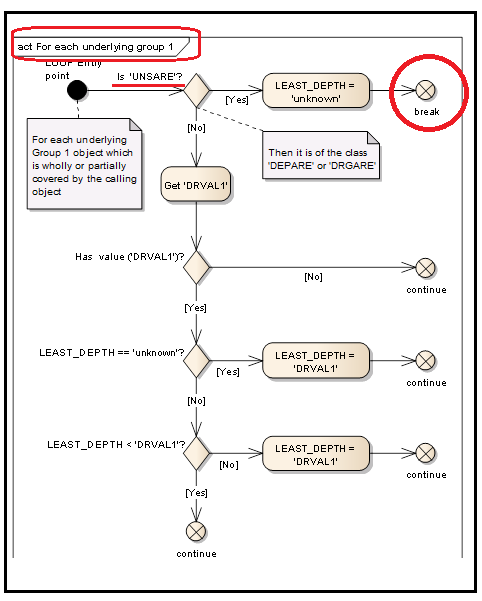 act For each underlying group 1
LOOP Entry
point
Is 'UNSARE'?
[Yes]
LEAST_DEPTH =
'unknown'
break
[No]
For each underlying
Group 1 object which
is wholly or partially
covered by the calling
object
Then it is of the class
'DEPARE' or 'DRGARE'
Get 'DRVAL1'
Has value ('DRVAL1')?
[No]
continue
[Yes]
LEAST_DEPTH == 'unknown'?
[Yes]
LEAST_DEPTH =
'DRVAL1'
continue
[No]
LEAST_DEPTH < 'DRVAL1'?
[No]
LEAST_DEPTH =
'DRVAL1'
continue
[Yes]
continue